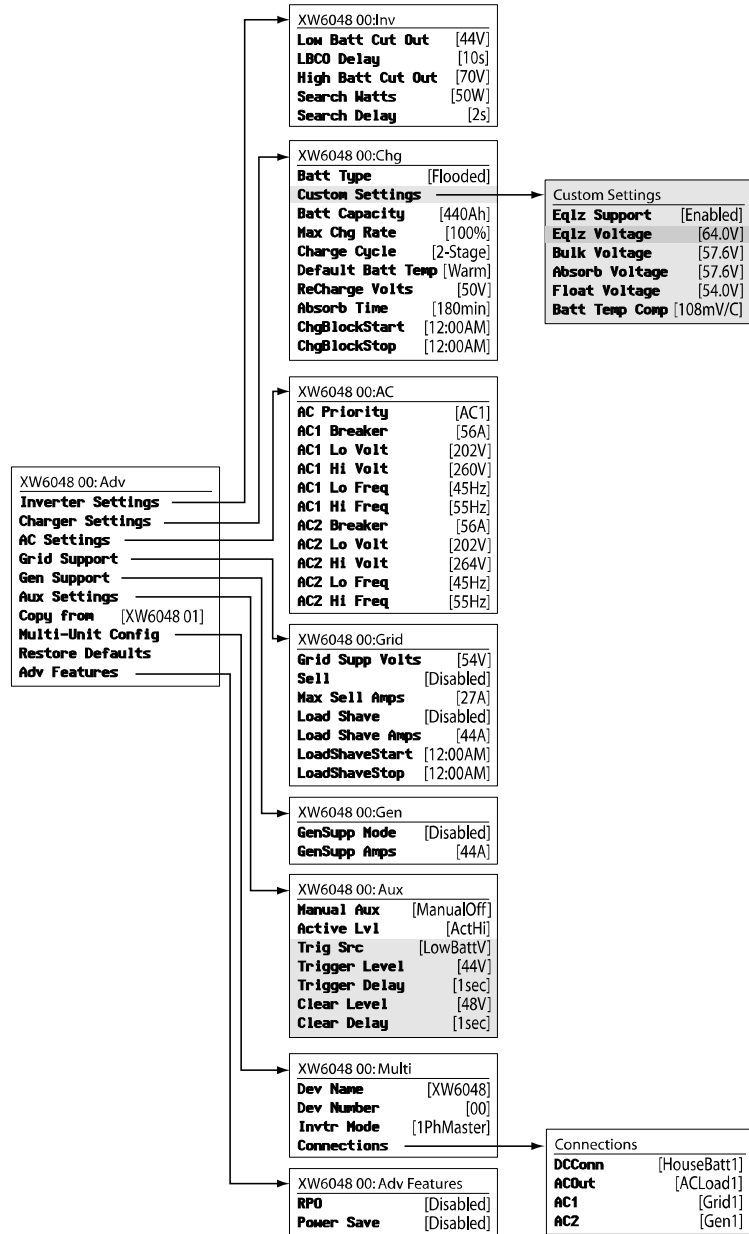 XW6048 00:Inv
Low Batt Cut Out [44V]
LBCO Delay [10s]
High Batt Cut Out [70V]
Search Watts [50W]
Search Delay [2s]
XW6048 00:Chg
Batt Type [Flooded]
Custom Settings
Batt Capacity [440Ah]
Max Chg Rate [100%]
Charge Cycle [2-Stage]
Default Batt Temp [Warm]
ReCharge Volts [50V]
Absorb Time [180min]
ChgBlockStart [12:00AM]
ChgBlockStop [12:00AM]
Custom Settings
Eqlz Support [Enabled]
Eqlz Voltage [64.0V]
Bulk Voltage [57.6V]
Absorb Voltage [57.6V]
Float Voltage [54.0V]
Batt Temp Comp [108mV/C]
XW6048 00:AC
AC Priority [AC1]
AC1 Breaker [56A]
AC1 Lo Volt [202V]
AC1 Hi Volt [260V]
AC1 Lo Freq [45Hz]
AC1 Hi Freq [55Hz]
AC2 Breaker [56A]
AC2 Lo Volt [202V]
AC2 Hi Volt [264V]
AC2 Lo Freq [45Hz]
AC2 Hi Freq [55Hz]
XW6048 00: Adv
Inverter Settings
Charger Settings
AC Settings
Grid Support
Gen Support
Aux Settings
Copy from [XW6048 01]
Multi-Unit Config
Restore Defaults
Adv Features
XW6048 00:Grid
Grid Supp Volts [54V]
Sell [Disabled]
Max Sell Amps [27A]
Load Shave [Disabled]
Load Shave Amps [44A]
LoadShaveStart [12:00AM]
LoadShaveStop [12:00AM]
XW6048 00:Gen
GenSupp Mode [Disabled]
GenSupp Amps [44A]
XW6048 00: Aux
Manual Aux [ManualOff]
Active Lvl [ActHi]
Trig Src [LowBattV]
Trigger Level [44V]
Trigger Delay [1sec]
Clear Level [48V]
Clear Delay [1sec]
XW6048 00: Multi
Dev Name [XW6048]
Dev Number [00]
Invtr Mode [1PhMaster]
Connections
Connections
DCConn [HouseBatt1]
ACOut [ACLoad1]
AC1 [Grid1]
AC2 [Gen1]
XW6048 00: Adv Features
RPO [Disabled]
Power Save [Disabled]